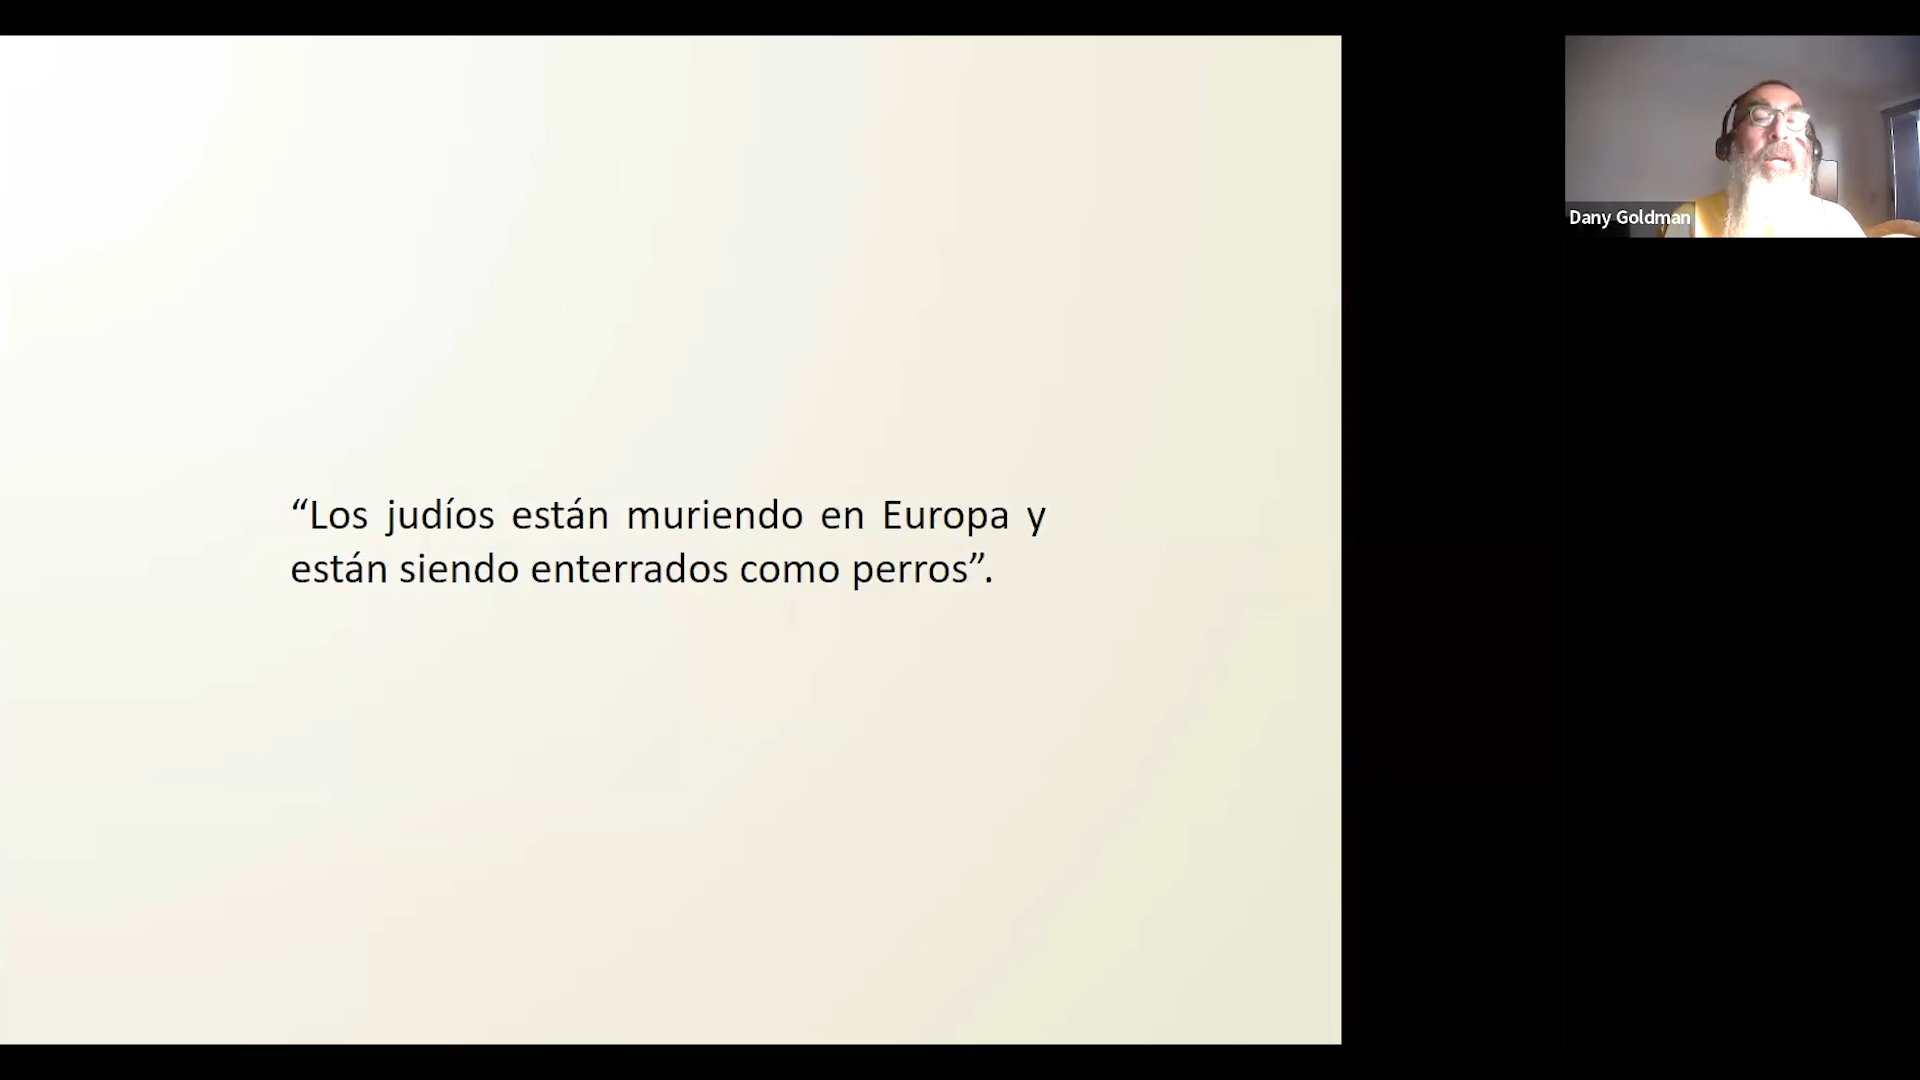 “Los judíos están muriendo en Europa y
están siendo enterrados como perros”.
Dany Goldman